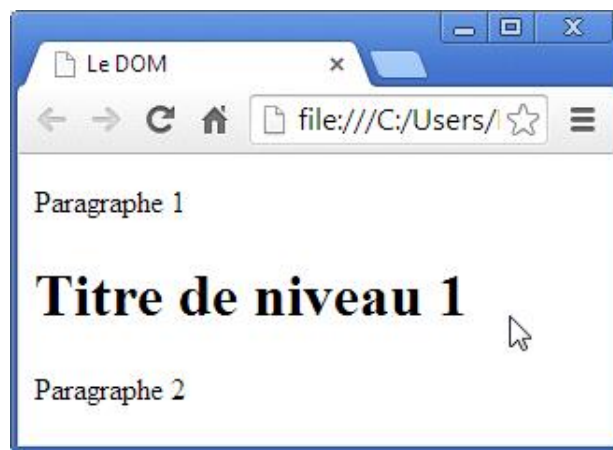 Le DOM
file:///C:/Users/
Paragraphe 1
Titre de niveau 1
Paragraphe 2